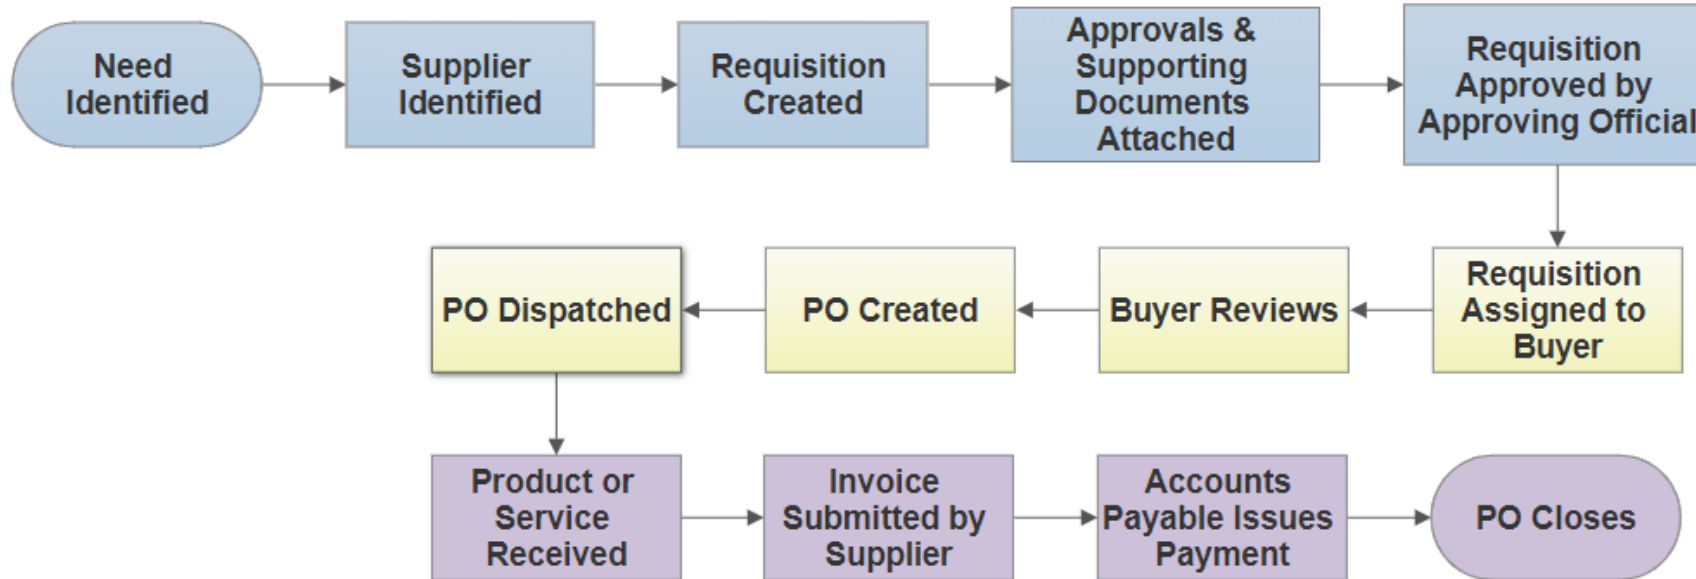 Need
Identified
Supplier
Identified
Requisition
Created
Approvals &
Supporting
Documents
Attached
Requisition
Approved by
Approving Official
Requisition
Assigned to
Buyer
Buyer Reviews
PO Created
PO Dispatched
Product or
Service
Received
Invoice
Submitted by
Supplier
Accounts
Payable Issues
Payment
PO Closes